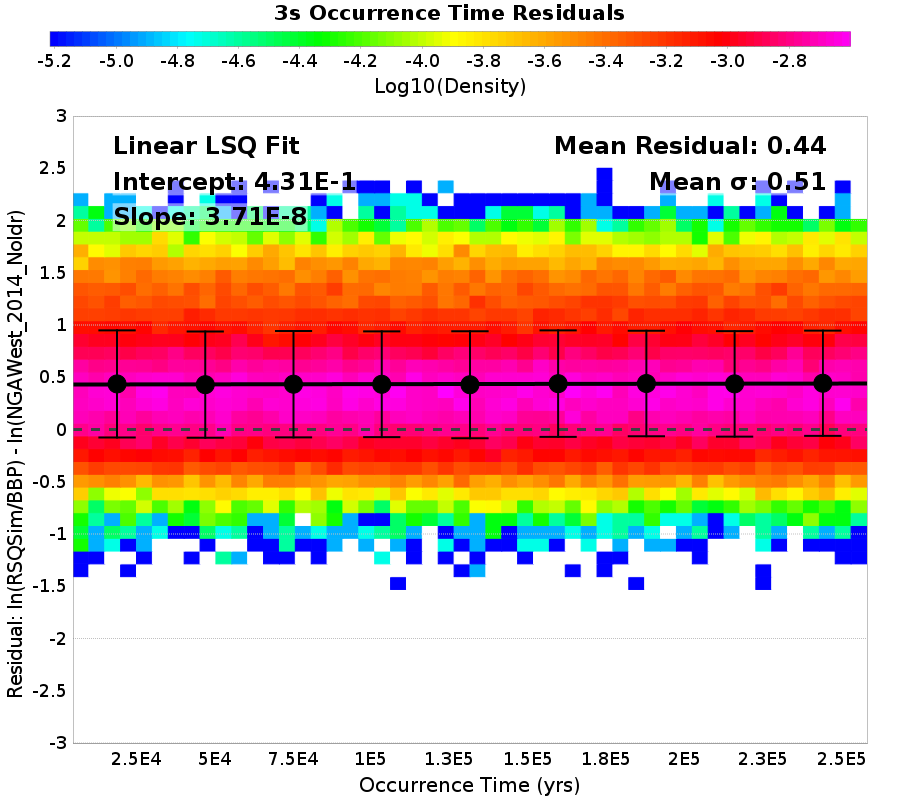 3s Occurrence Time Residuals
-5.2 -5.0 -4.8 -4.6 -4.4 -4.2 -4.0 -3.8 -3.6 -3.4 -3.2 -3.0 -2.8
Log10(Density)
Linear LSQ Fit
Intercept: 4.31E-1
Slope: 3.71E-8
Mean Residual: 0.44
Mean σ: 0.51
Residual: ln(RSQSim/BBP) - ln(NGAWest_2014_NoIdr)
3
2.5
2
1.5
1
0.5
0
-0.5
-1
-1.5
-2
-2.5
-3
2.5E4 5E4 7.5E4 1E5 1.3E5 1.5E5 1.8E5 2E5 2.3E5 2.5E5
Occurrence Time (yrs)